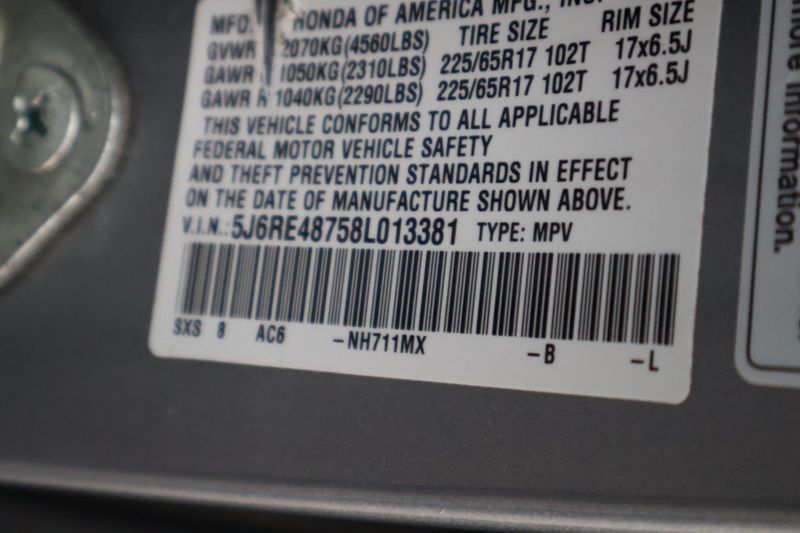 MFD. HONDA OF AMERICA MFG., INC.
GVWR 2070KG(4560LBS) TIRE SIZE RIM SIZE
GAWR 1050KG(2310LBS) 225/65R17 102T 17x6.5J
GAWR R 1040KG(2290LBS) 225/65R17 102T 17x6.5J
THIS VEHICLE CONFORMS TO ALL APPLICABLE
FEDERAL MOTOR VEHICLE SAFETY
AND THEFT PREVENTION STANDARDS IN EFFECT
ON THE DATE OF MANUFACTURE SHOWN ABOVE.
V.I.N.: 5J6RE48758L013381 TYPE: MPV
SXS 8 AC6 -NH711MX -B -L
more information.